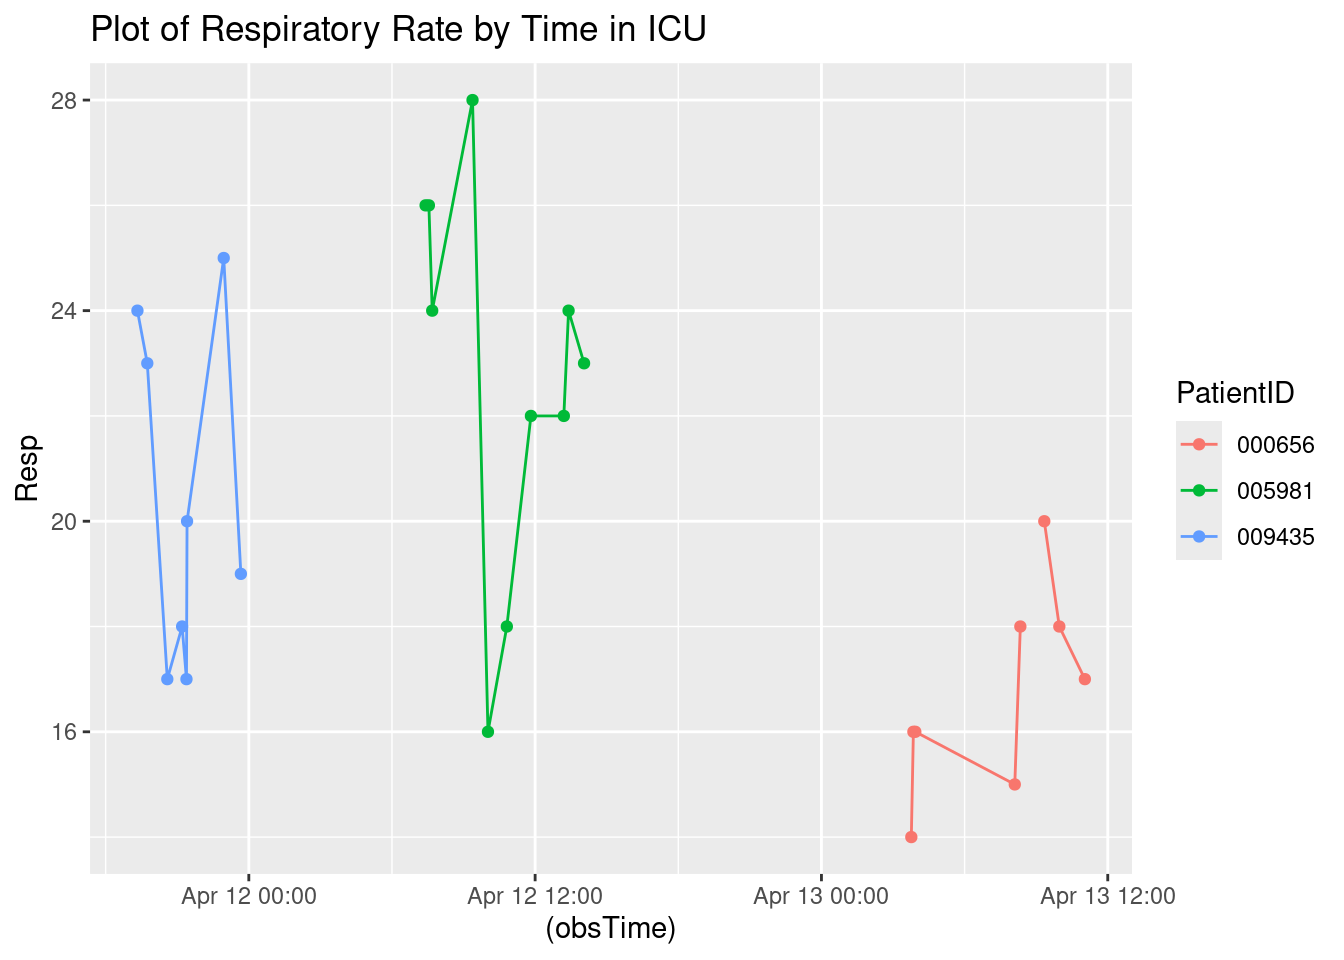 Plot of Respiratory Rate by Time in ICU
Resp
28
24
20
16
Apr 12 00:00
Apr 12 12:00
Apr 13 00:00
Apr 13 12:00
(obsTime)
PatientID
000656
005981
009435